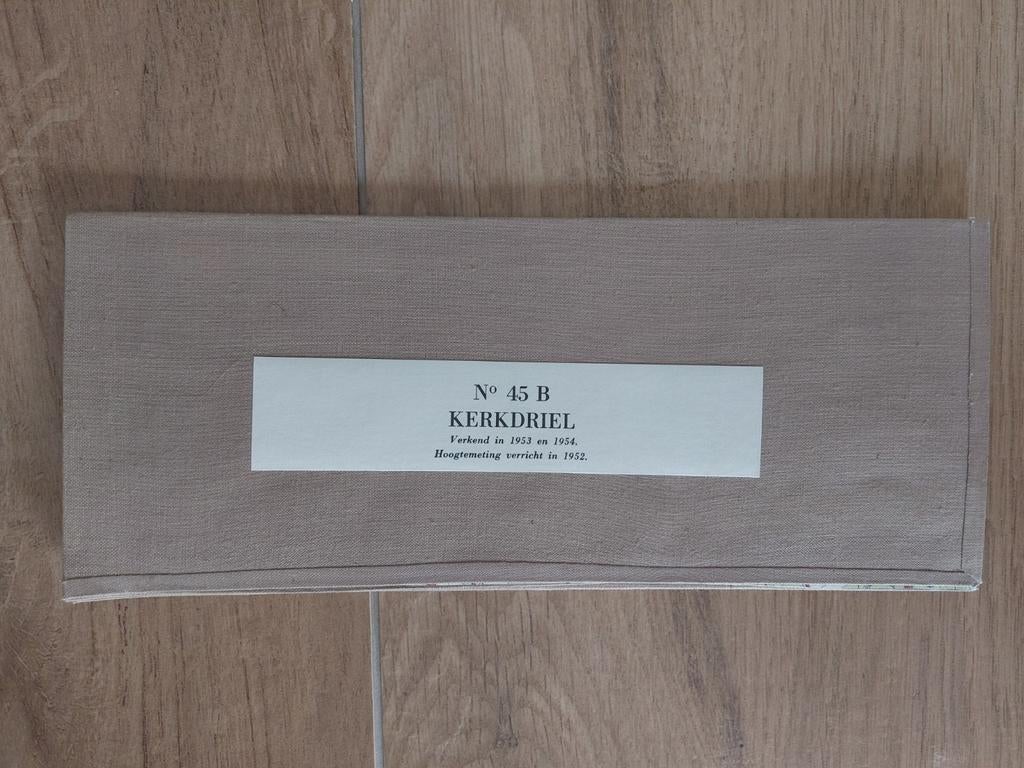 Nº 45 B
KERKDRIEL
Verkend in 1953 en 1954.
Hoogtemeting verricht in 1952.